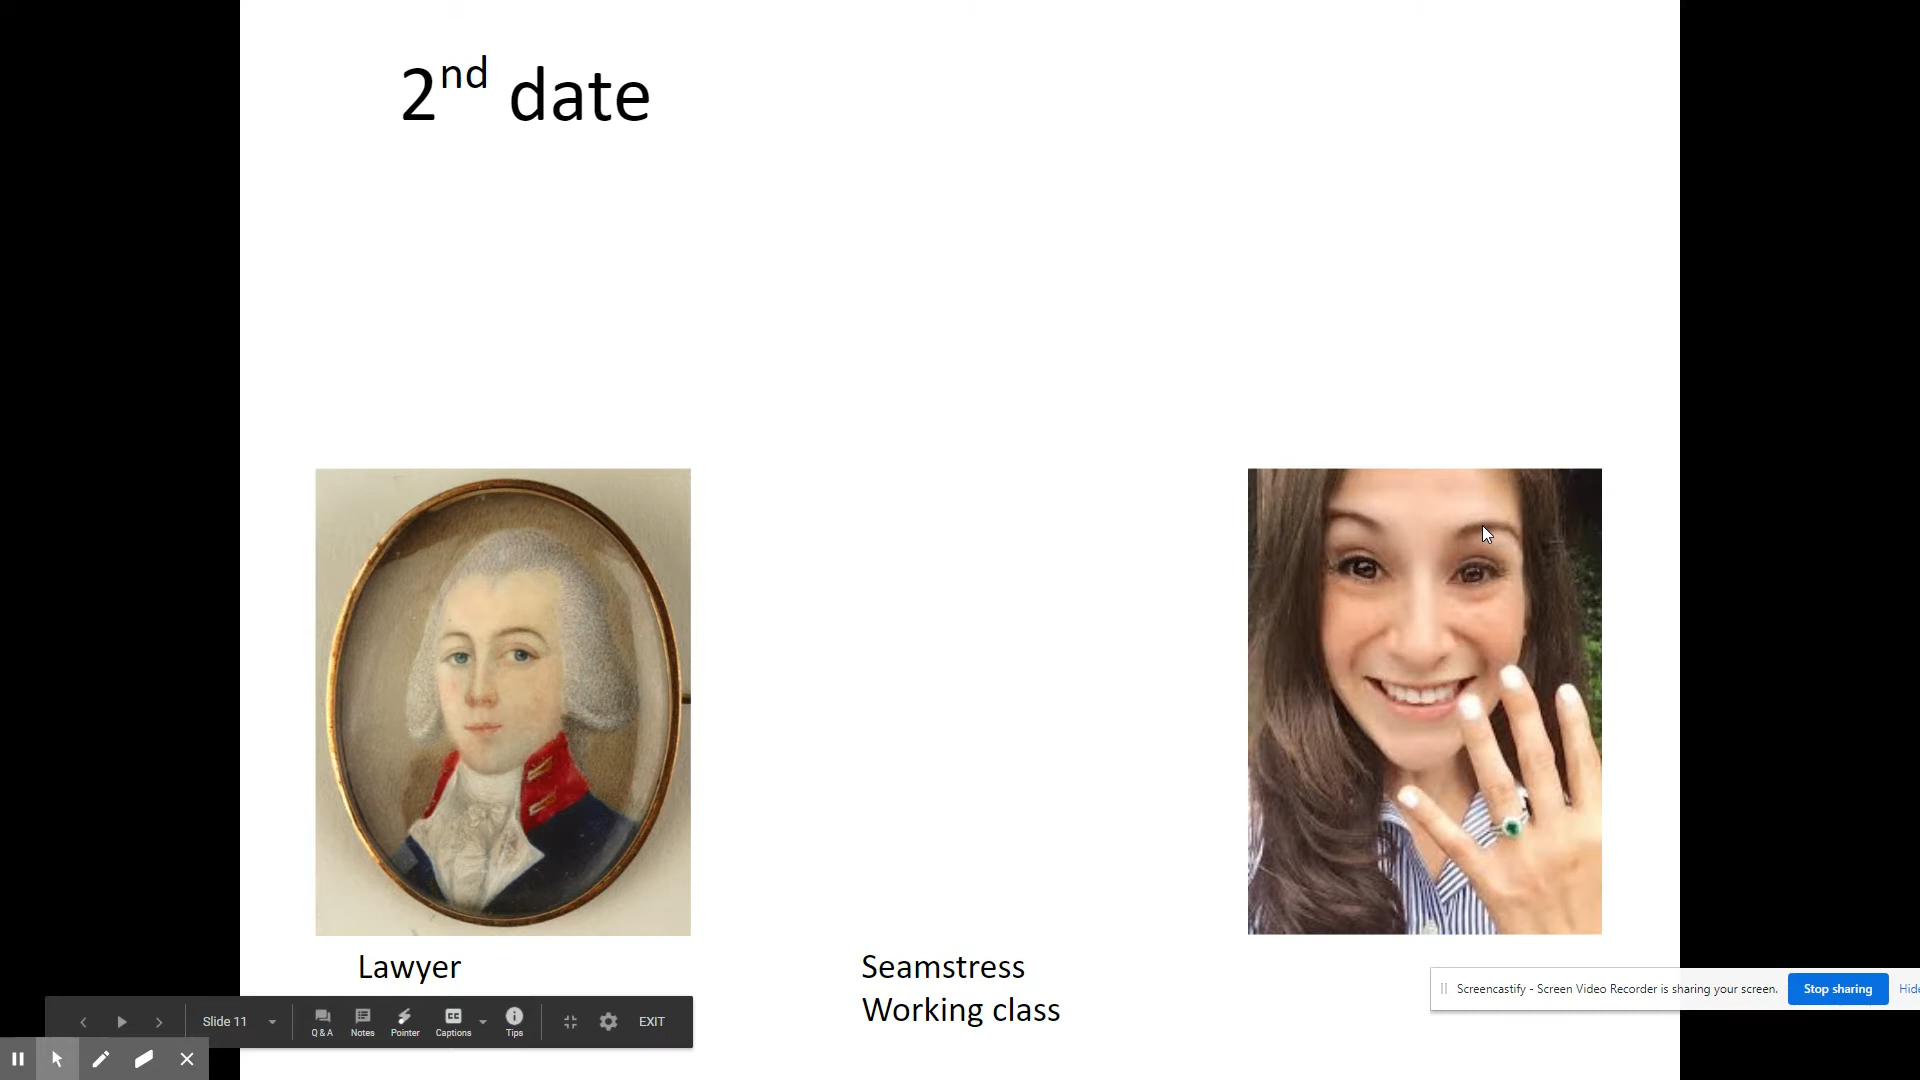 2nd date
Lawyer
Seamstress
Working class
Screencastify - Screen Video Recorder is sharing your screen.
Stop sharing
Hide
Slide 11
Q & A
Notes
Pointer
CC
Captions
Tips
EXIT